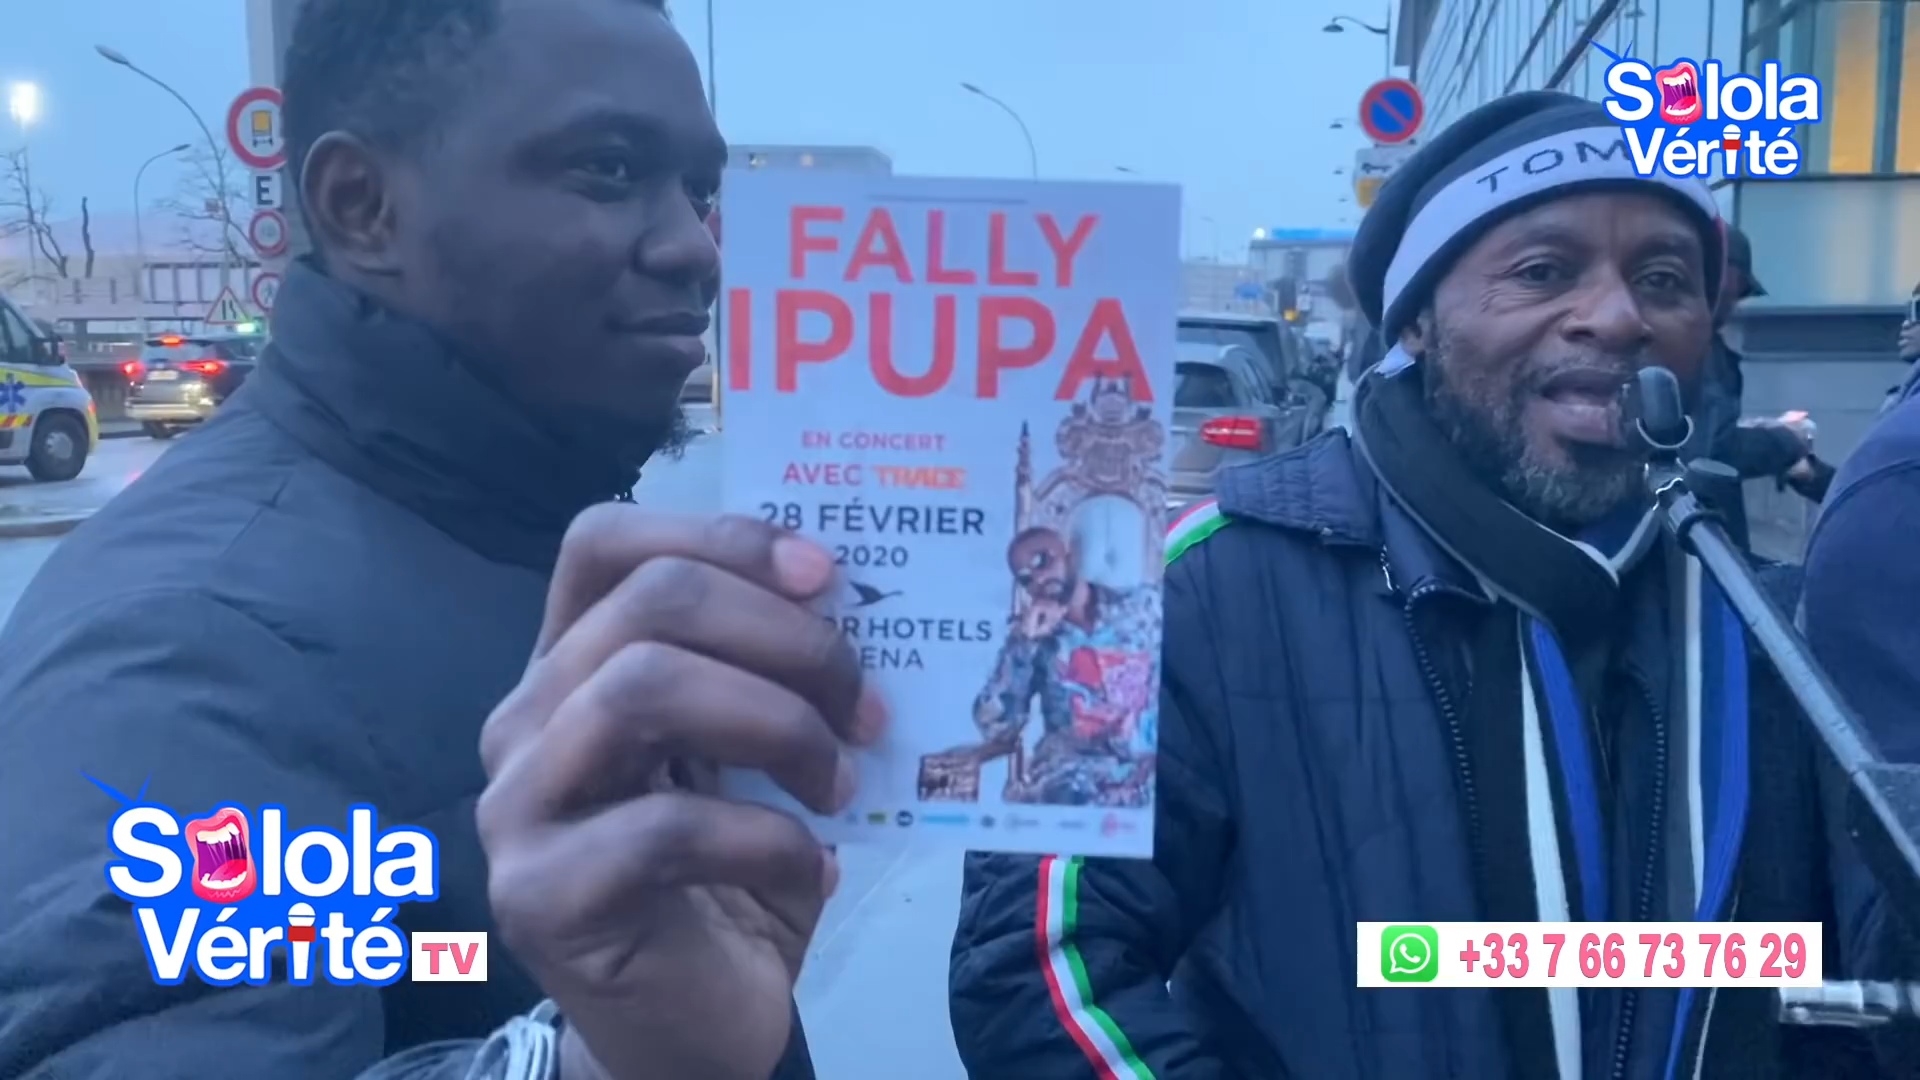 Solola
Vérité
TOM
E
FALLY
IPUPA
EN CONCERT
AVEC TRACE
28 FÉVRIER
2020
OR HOTELS
ENA
Solola
Vérité TV
+33 7 66 73 76 29